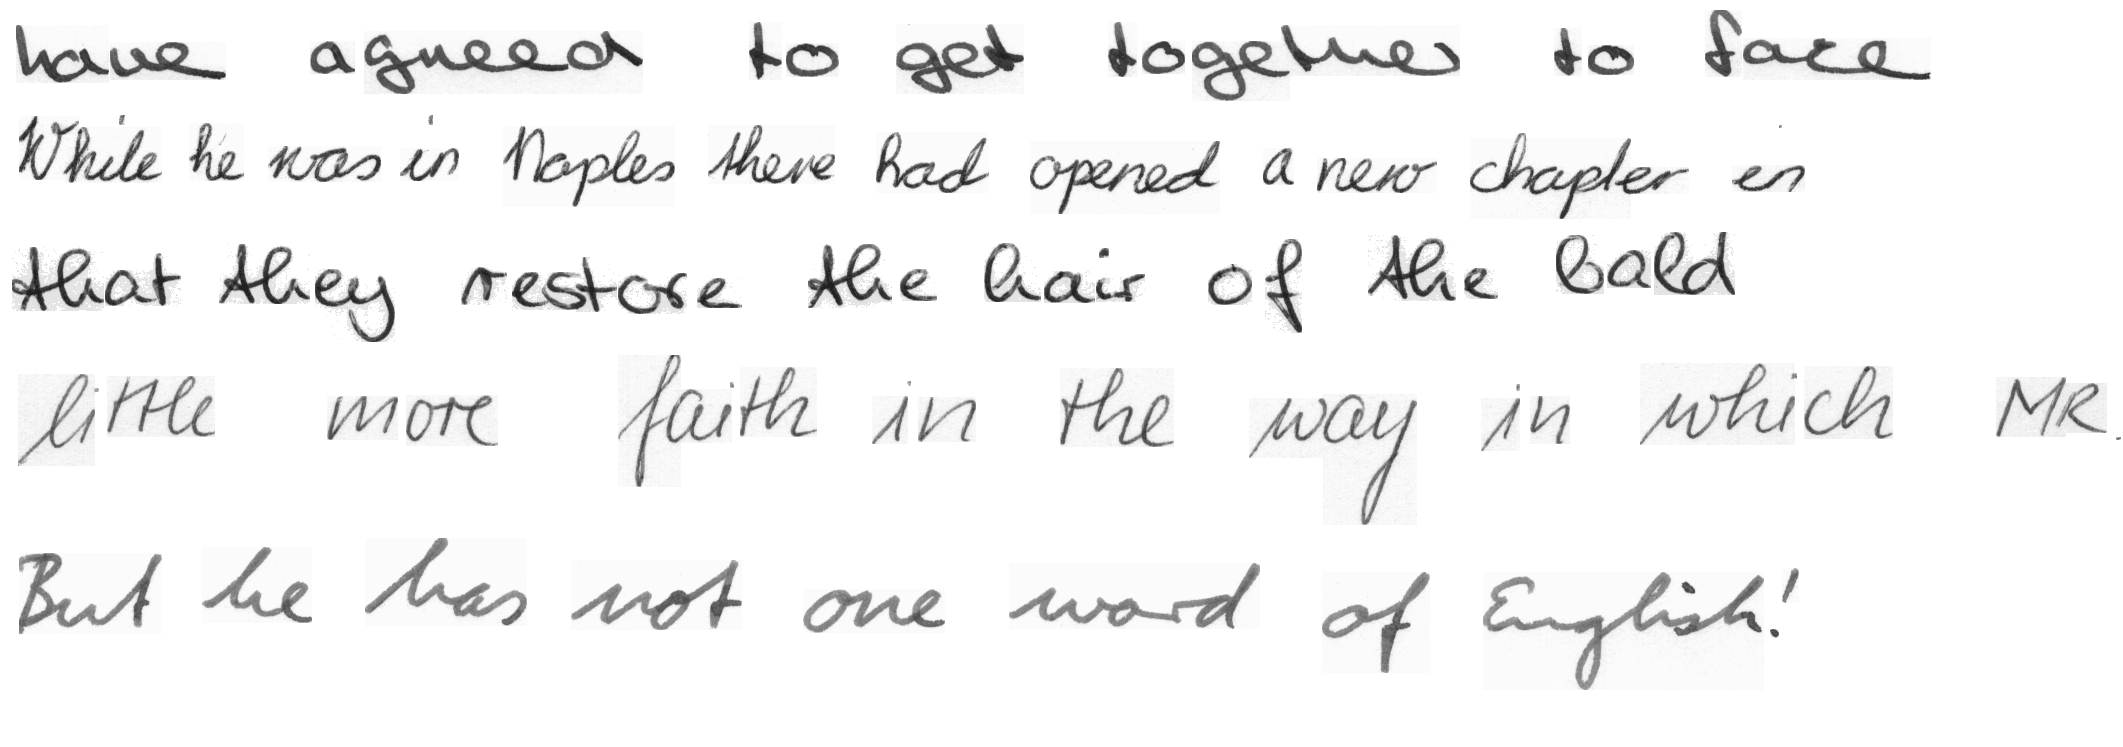 have agreed to get together to face
While he was in Naples there had opened a new chapter in
that they restore the hair of the bald
little more faith in the way in which MR.
But he has not one word of English!